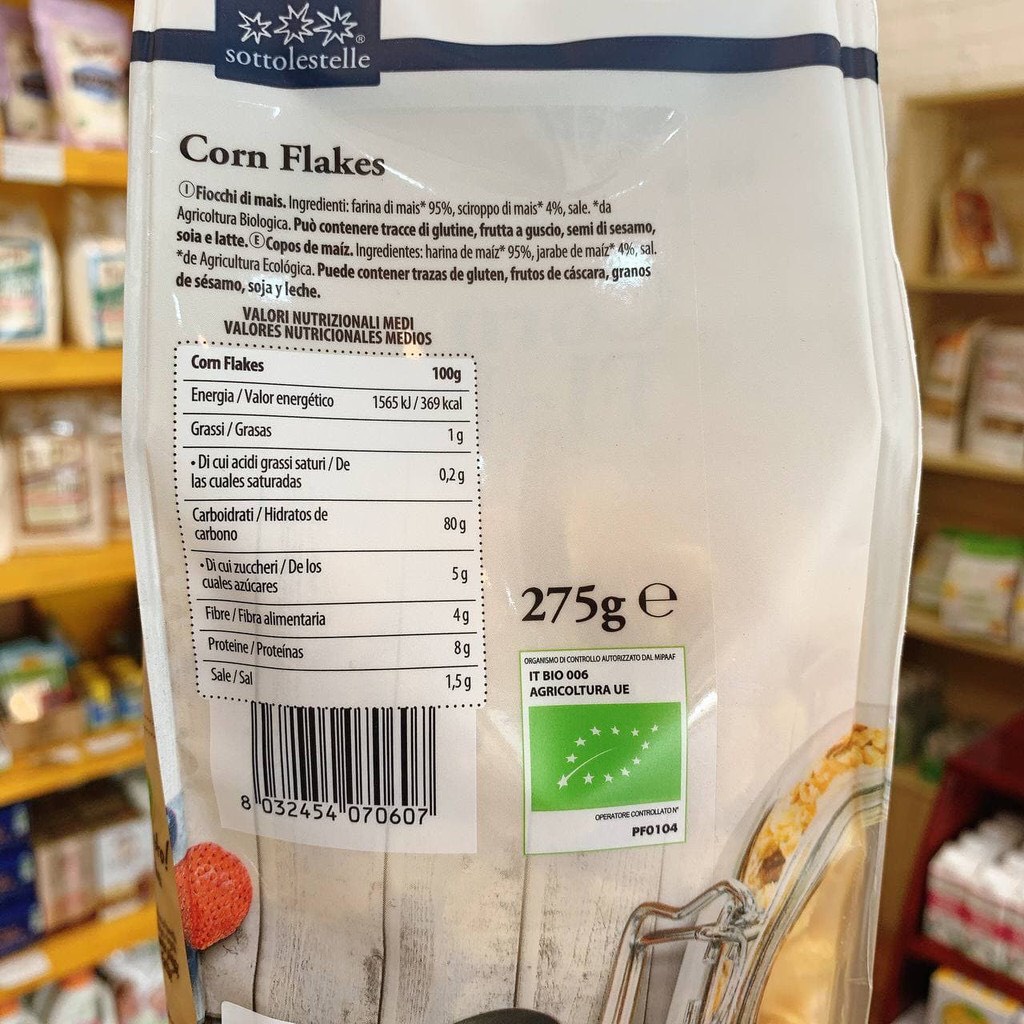 sottolestelle®
Corn Flakes
Ⓘ Fiocchi di mais. Ingredienti: farina di mais* 95%, sciroppo di mais* 4%, sale. *da
Agricoltura Biologica. Può contenere tracce di glutine, frutta a guscio, semi di sesamo,
soia e latte. Ⓔ Copos de maíz. Ingredientes: harina de maíz* 95%, jarabe de maíz* 4%, sal.
*de Agricultura Ecológica. Puede contener trazas de gluten, frutos de cáscara, granos
de sésamo, soja y leche.
VALORI NUTRIZIONALI MEDI
VALORES NUTRICIONALES MEDIOS
Corn Flakes 100g
Energia / Valor energético 1565 kJ / 369 kcal
Grassi / Grasas 1 g
• Di cui acidi grassi saturi / De
las cuales saturadas 0,2 g
Carboidrati / Hidratos de
carbono 80 g
• Di cui zuccheri / De los
cuales azúcares 5 g
Fibre / Fibra alimentaria 4 g
Proteine / Proteínas 8 g
Sale / Sal 1,5 g
275g ℮
ORGANISMO DI CONTROLLO AUTORIZZATO DAL MIPAAF
IT BIO 006
AGRICOLTURA UE
OPERATORE CONTROLLATO N°
PF0104
8 032454 070607